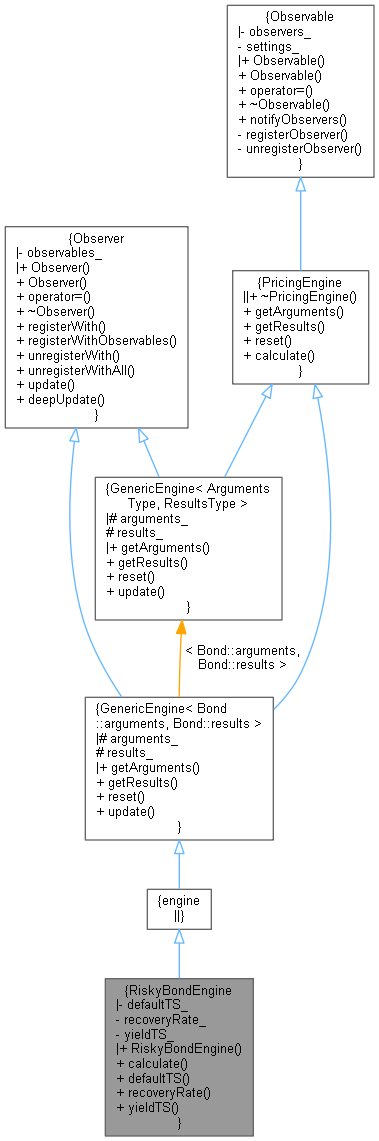 {Observable
|- observers_
- settings_
|+ Observable()
+ Observable()
+ operator=()
+ ~Observable()
+ notifyObservers()
- registerObserver()
- unregisterObserver()
}
{Observer
|- observables_
|+ Observer()
+ Observer()
+ operator=()
+ ~Observer()
+ registerWith()
+ registerWithObservables()
+ unregisterWith()
+ unregisterWithAll()
+ update()
+ deepUpdate()
}
{PricingEngine
||+ ~PricingEngine()
+ getArguments()
+ getResults()
+ reset()
+ calculate()
}
{GenericEngine< Arguments
Type, ResultsType >
|# arguments_
# results_
|+ getArguments()
+ getResults()
+ reset()
+ update()
}
< Bond::arguments,
Bond::results >
{GenericEngine< Bond
::arguments, Bond::results >
|# arguments_
# results_
|+ getArguments()
+ getResults()
+ reset()
+ update()
}
{engine
||}
{RiskyBondEngine
|- defaultTS_
- recoveryRate_
- yieldTS_
|+ RiskyBondEngine()
+ calculate()
+ defaultTS()
+ recoveryRate()
+ yieldTS()
}